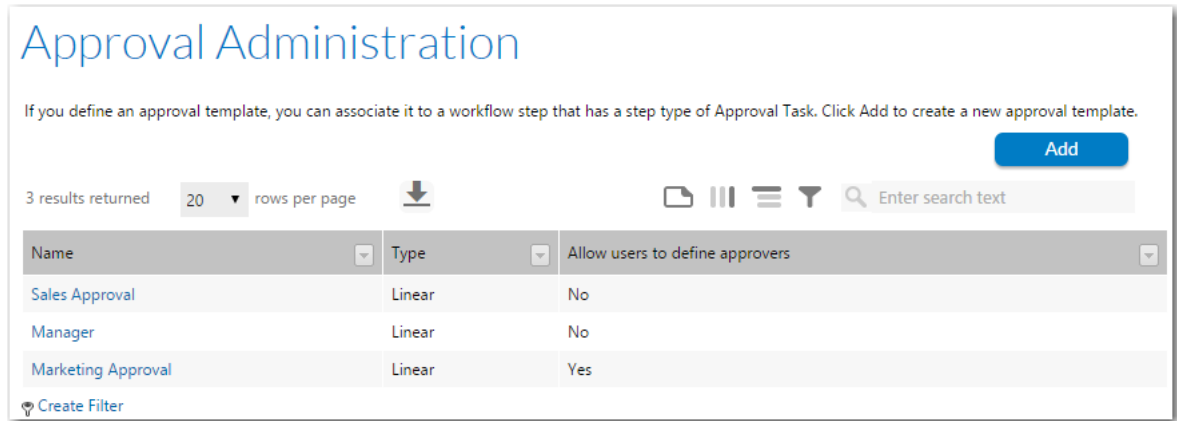 Approval Administration
If you define an approval template, you can associate it to a workflow step that has a step type of Approval Task. Click Add to create a new approval template.
Add
3 results returned 20 rows per page Enter search text
Name Type Allow users to define approvers
Sales Approval Linear No
Manager Linear No
Marketing Approval Linear Yes
Create Filter